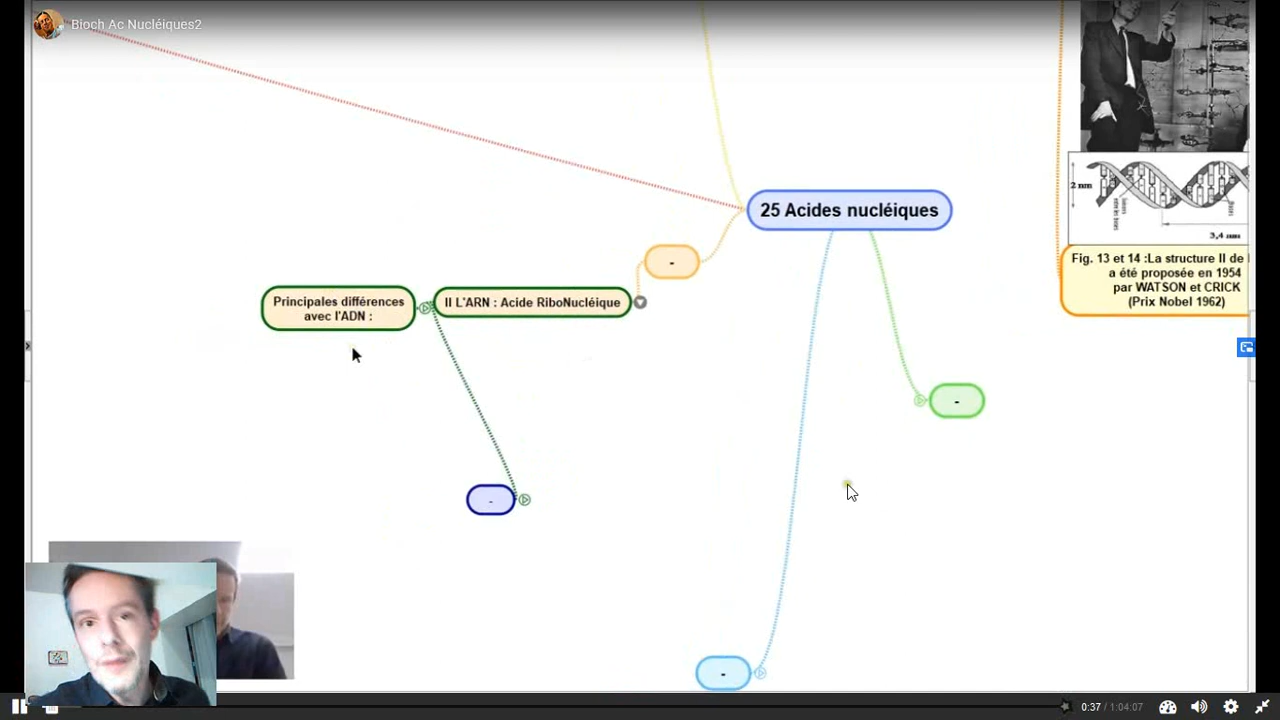 Bioch Ac Nucléiques2
25 Acides nucléiques
-
Principales différences
avec l'ADN :
II L'ARN : Acide RiboNucléique
-
-
-
2 nm
3,4 nm
Fig. 13 et 14 :La structure II de l
a été proposée en 1954
par WATSON et CRICK
(Prix Nobel 1962)
0:37 / 1:04:07